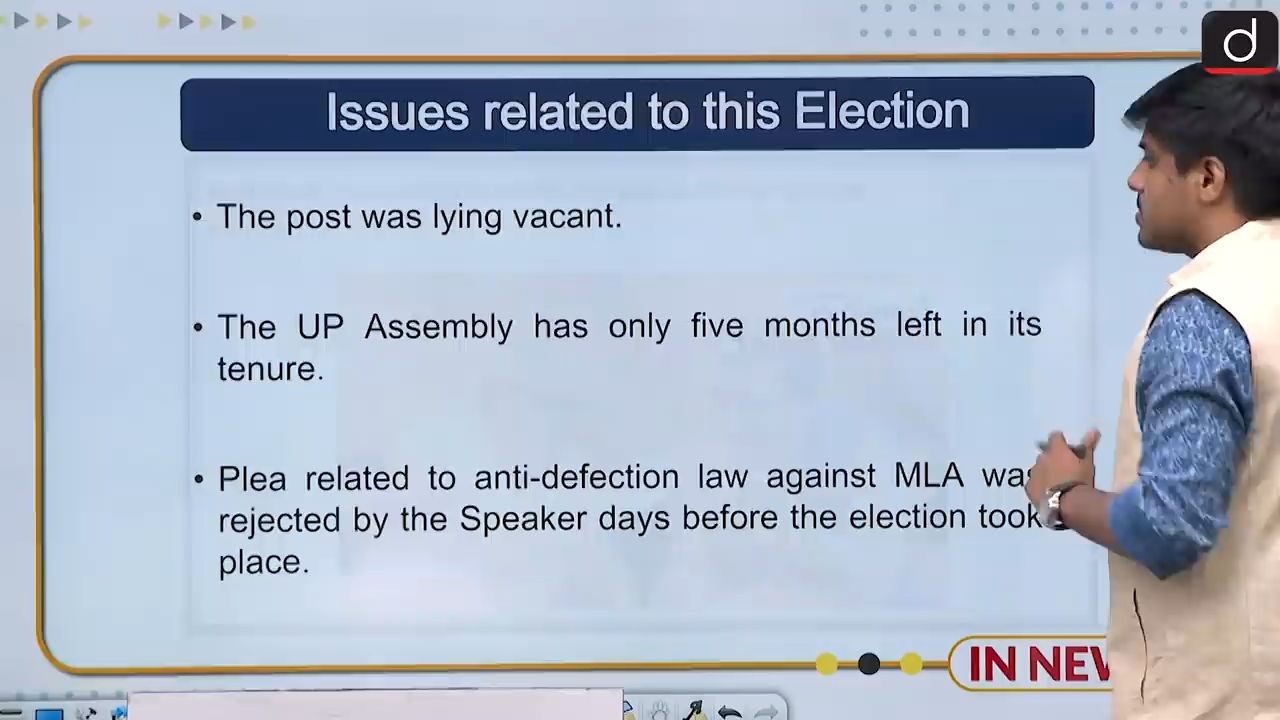 d
Issues related to this Election
• The post was lying vacant.
• The UP Assembly has only five months left in its
tenure.
• Plea related to anti-defection law against MLA was
rejected by the Speaker days before the election took
place.
IN NEW